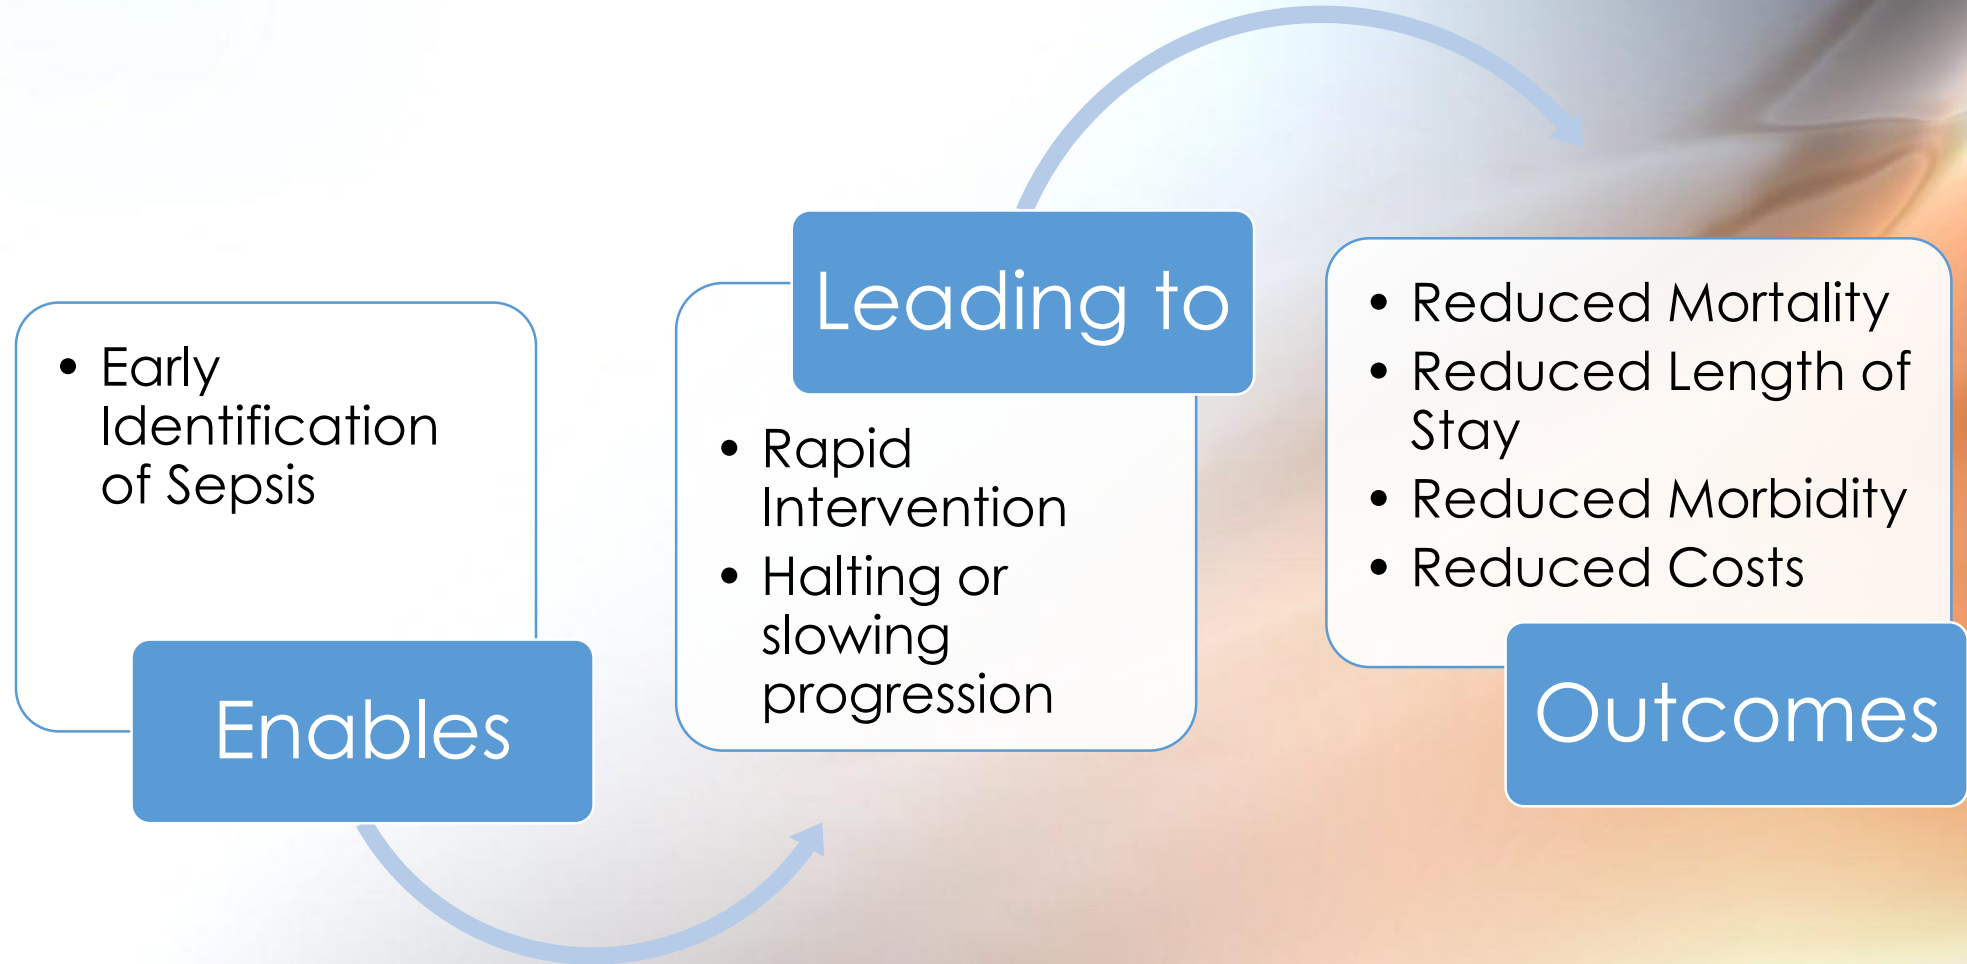 • Early
Identification
of Sepsis
Enables
Leading to
• Rapid
Intervention
• Halting or
slowing
progression
• Reduced Mortality
• Reduced Length of
Stay
• Reduced Morbidity
• Reduced Costs
Outcomes